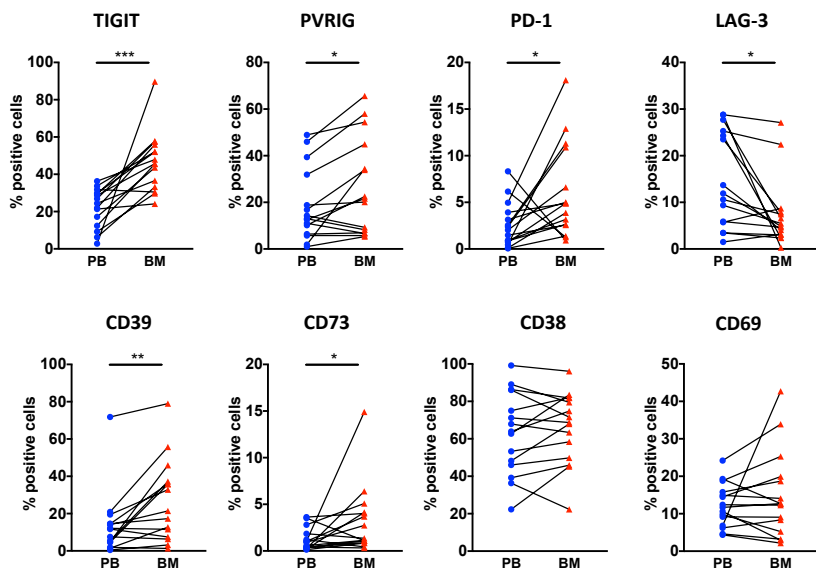 TIGIT PVRIG PD-1 LAG-3
*** * * *
% positive cells % positive cells % positive cells % positive cells
100 80 20 40
80 60 15 30
60 40 10 20
40 20 5 10
20 0 0 0
0
PB BM PB BM PB BM PB BM
CD39 CD73 CD38 CD69
** *
% positive cells % positive cells % positive cells % positive cells
100 20 100 50
80 15 80 40
60 10 60 30
40 5 40 20
20 0 20 10
0 0 0
PB BM PB BM PB BM PB BM